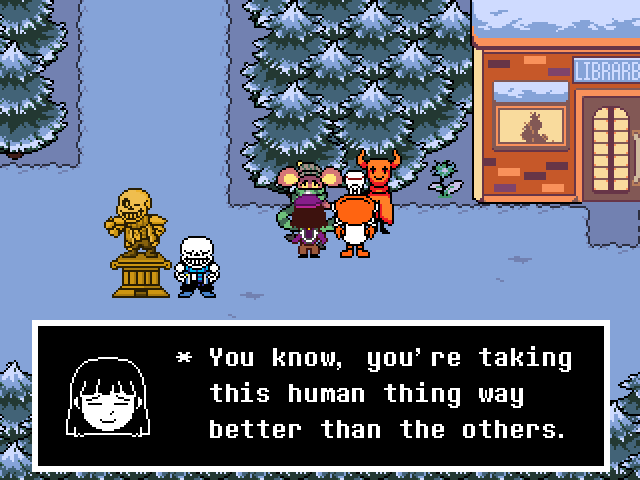 LIBRARB
* You know, you're taking
this human thing way
better than the others.